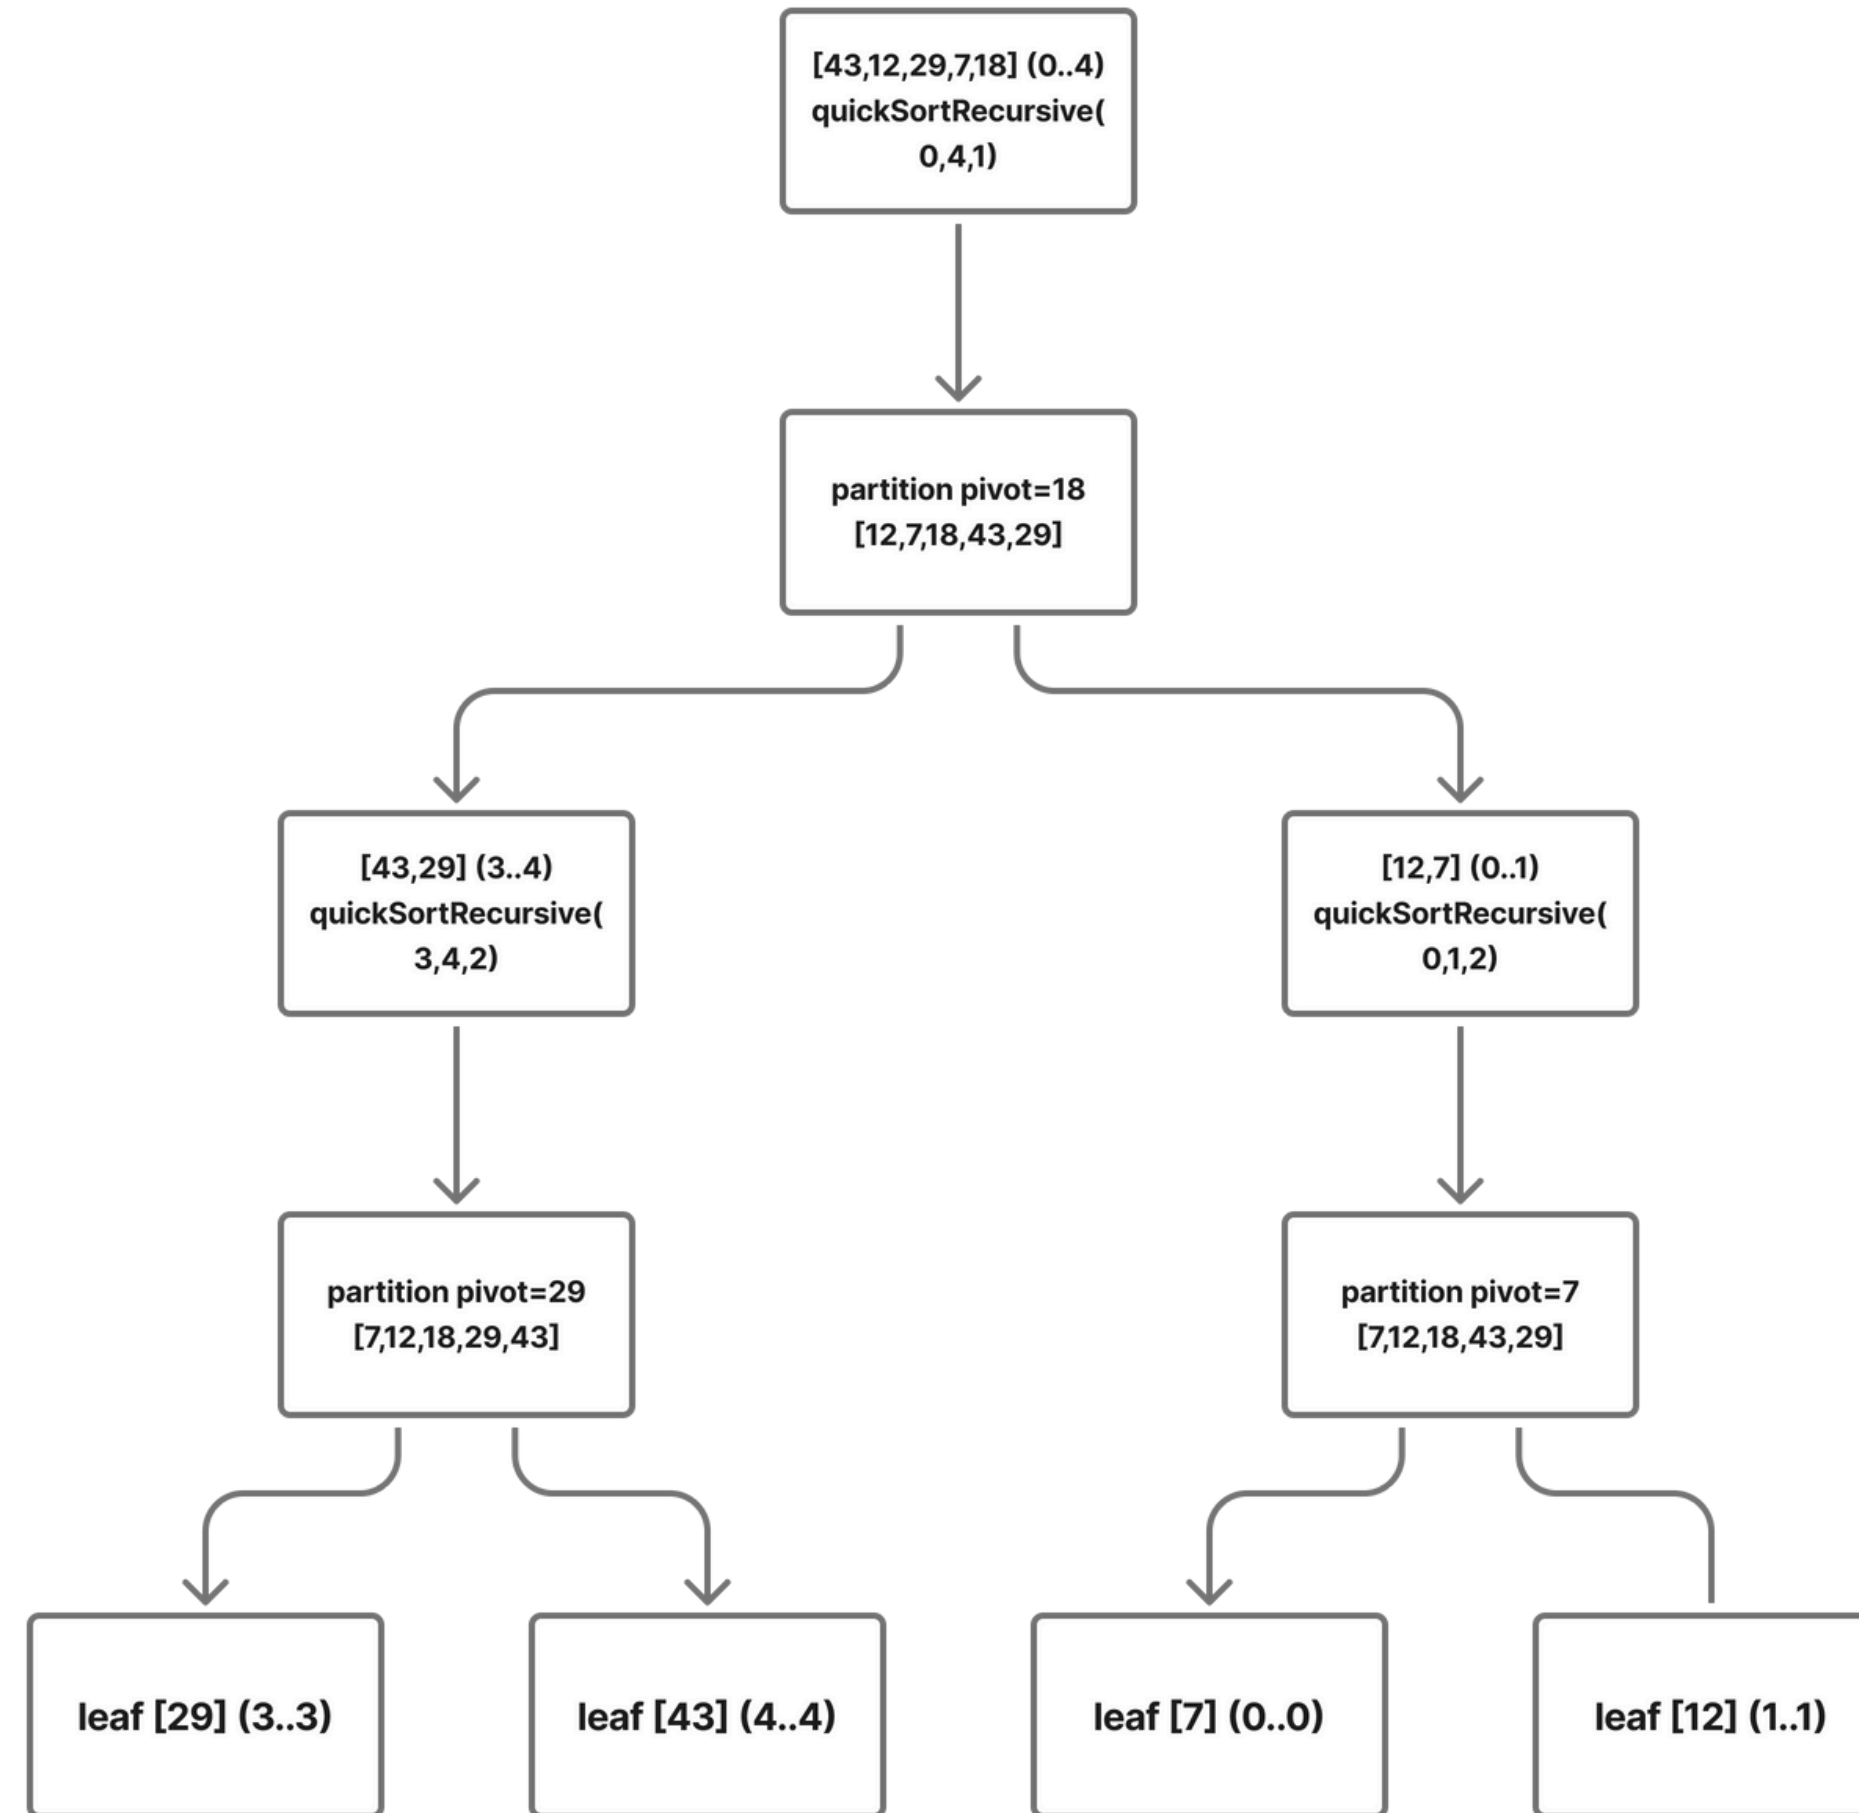 [43,12,29,7,18] (0..4)
quickSortRecursive(
0,4,1)
partition pivot=18
[12,7,18,43,29]
[43,29] (3..4)
quickSortRecursive(
3,4,2)
[12,7] (0..1)
quickSortRecursive(
0,1,2)
partition pivot=29
[7,12,18,29,43]
partition pivot=7
[7,12,18,43,29]
leaf [29] (3..3)
leaf [43] (4..4)
leaf [7] (0..0)
leaf [12] (1..1)